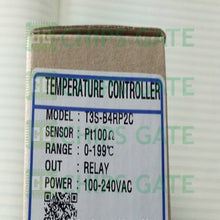 TEMPERATURE CONTROLLER
MODEL : T3S-B4RP2C
SENSOR : Pt100Ω
RANGE : 0-199℃
OUT : RELAY
POWER : 100-240VAC